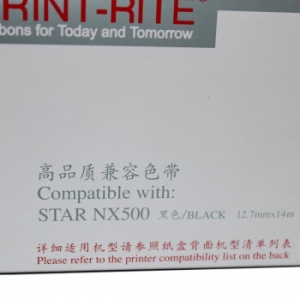 RINT-RITE®
bons for Today and Tomorrow
高品质兼容色带
Compatible with:
STAR NX500 黑色/BLACK 12.7mmx14m
详细适用机型请参照纸盒背面机型清单列表
Please refer to the printer compatibility list on the back